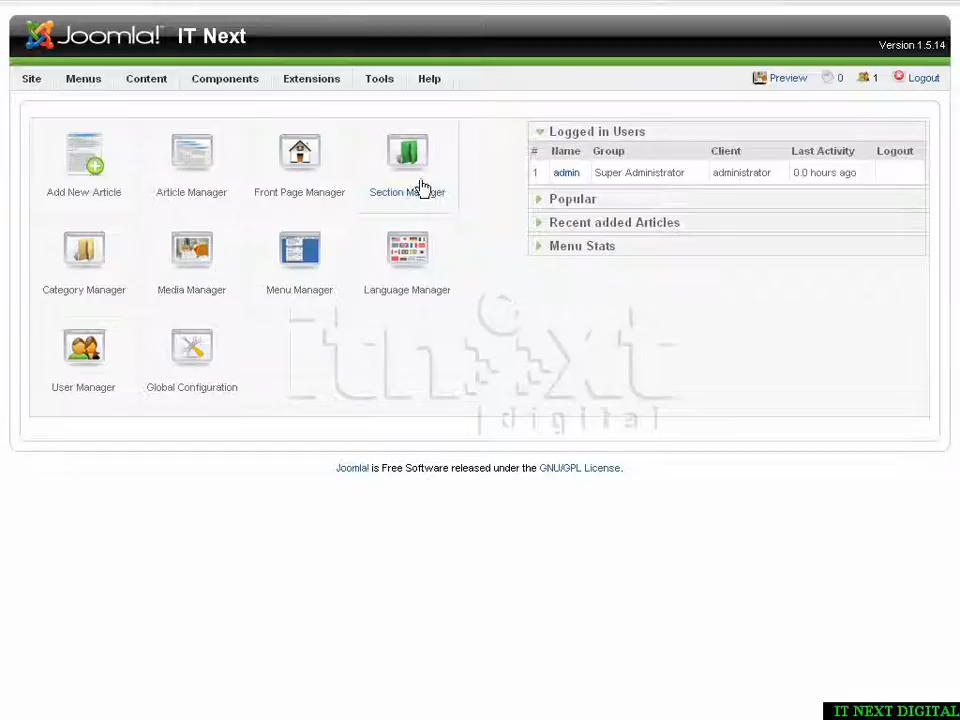 Joomla! IT Next
Version 1.5.14
Site Menus Content Components Extensions Tools Help Preview 0 1 Logout
Add New Article Article Manager Front Page Manager Section Manager
Category Manager Media Manager Menu Manager Language Manager
User Manager Global Configuration
Logged in Users
# Name Group Client Last Activity Logout
1 admin Super Administrator administrator 0.0 hours ago
Popular
Recent added Articles
Menu Stats
itnext
|digital|
Joomla! is Free Software released under the GNU/GPL License.
IT NEXT DIGITAL